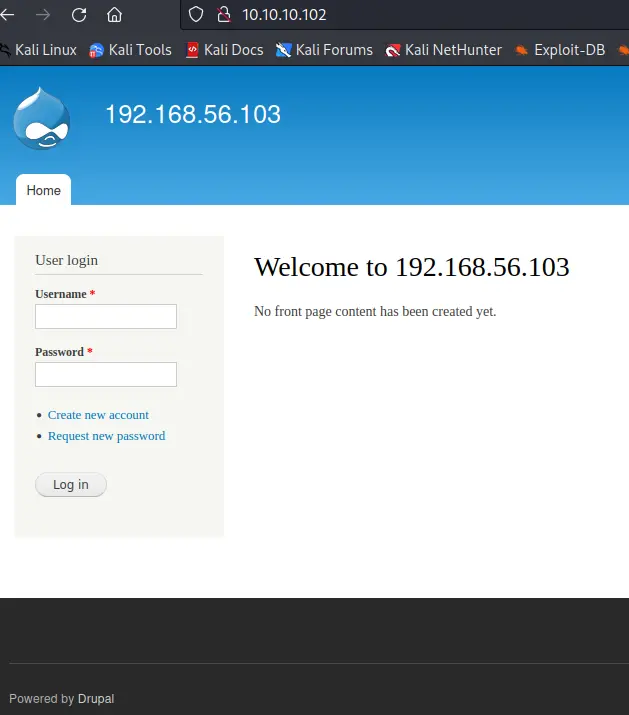 10.10.10.102
Kali Linux Kali Tools Kali Docs Kali Forums Kali NetHunter Exploit-DB
192.168.56.103
Home
User login
Username *
Password *
Create new account
Request new password
Log in
Welcome to 192.168.56.103
No front page content has been created yet.
Powered by Drupal